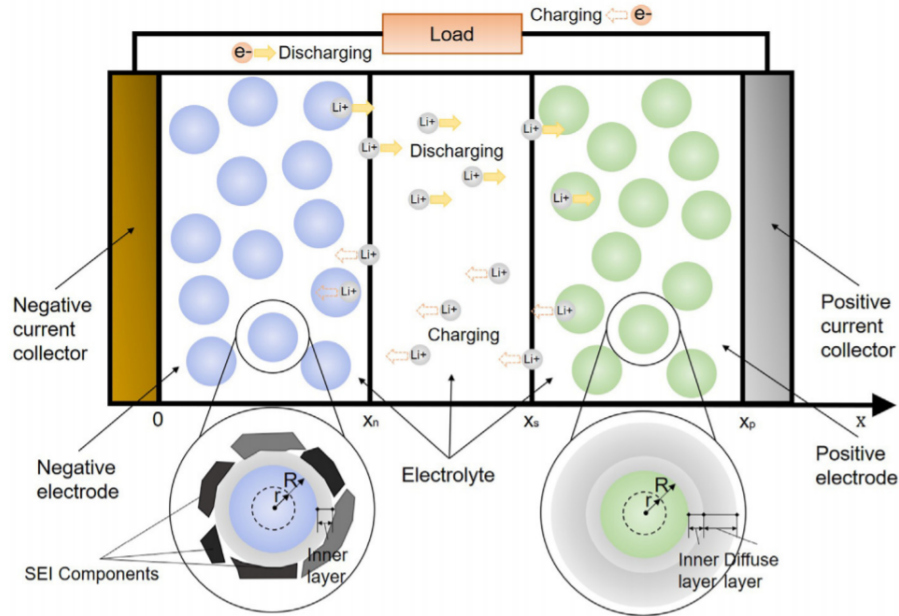 Charging e-
Load
e- Discharging
Li+
Li+
Li+
Li+
Discharging
Li+
Li+
Li+
Li+
Li+
Li+
Li+
Li+
Li+
Charging
Li+
Li+
Negative
current
collector
Positive
current
collector
0
xn
xs
xp
x
Negative
electrode
Electrolyte
Positive
electrode
R
r
Inner
layer
SEI Components
R
r
Inner
layer
Diffuse
layer